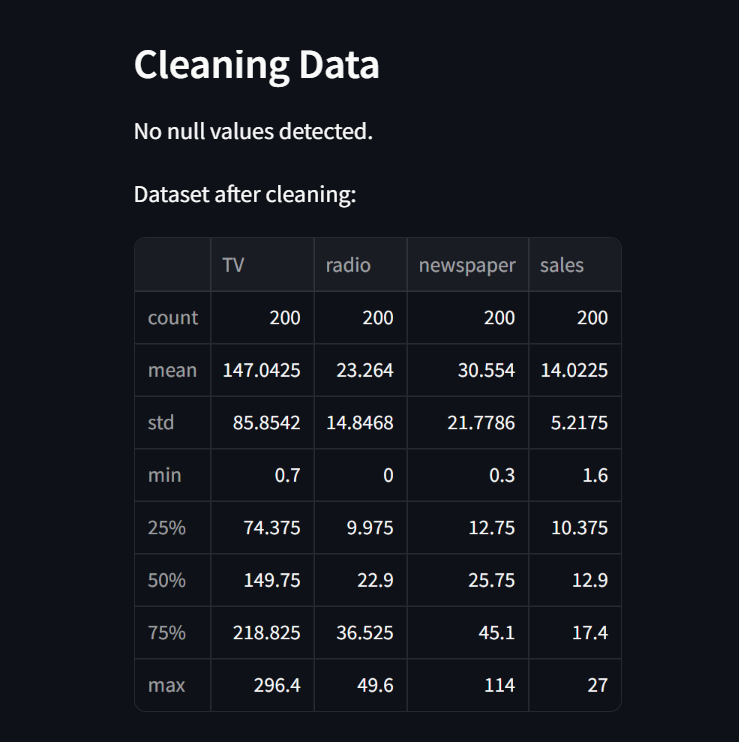 Cleaning Data
No null values detected.
Dataset after cleaning:
TV radio newspaper sales
count 200 200 200 200
mean 147.0425 23.264 30.554 14.0225
std 85.8542 14.8468 21.7786 5.2175
min 0.7 0 0.3 1.6
25% 74.375 9.975 12.75 10.375
50% 149.75 22.9 25.75 12.9
75% 218.825 36.525 45.1 17.4
max 296.4 49.6 114 27